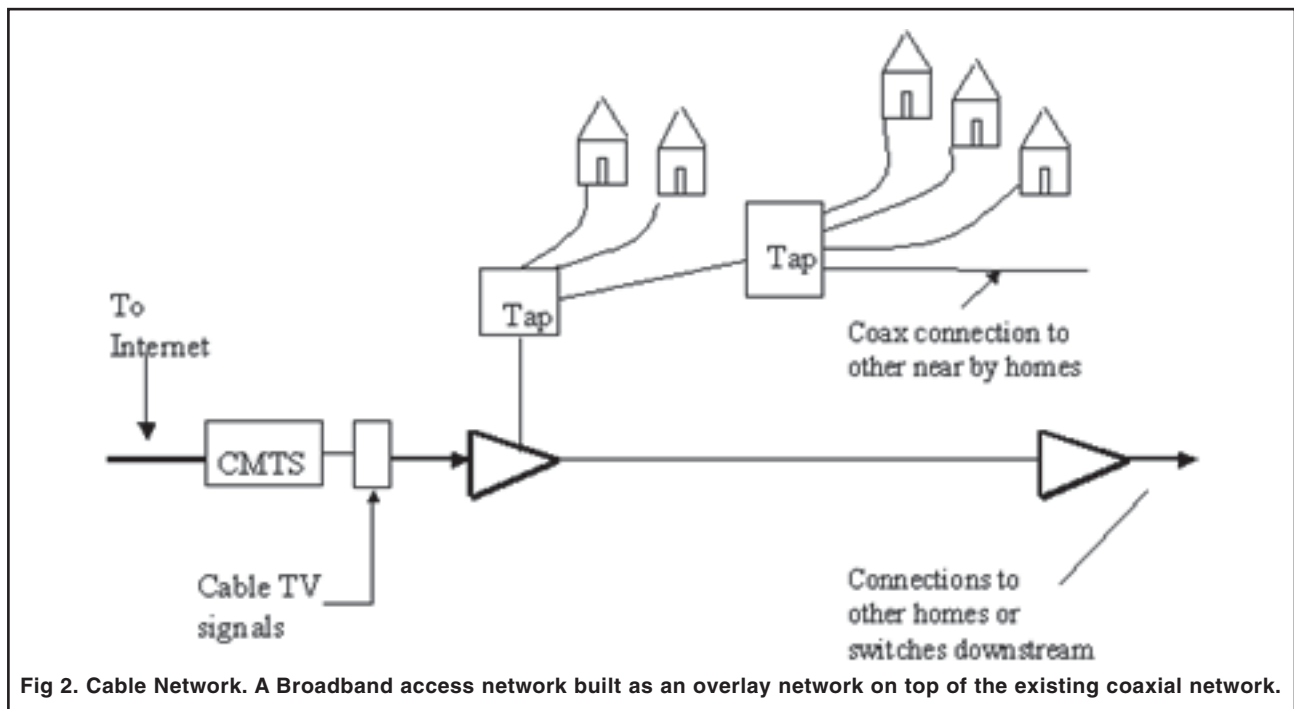 To
Internet
CMTS
Cable TV
signals
Tap
Tap
Coax connection to
other near by homes
Connections to
other homes or
switches downstream
Fig 2. Cable Network. A Broadband access network built as an overlay network on top of the existing coaxial network.